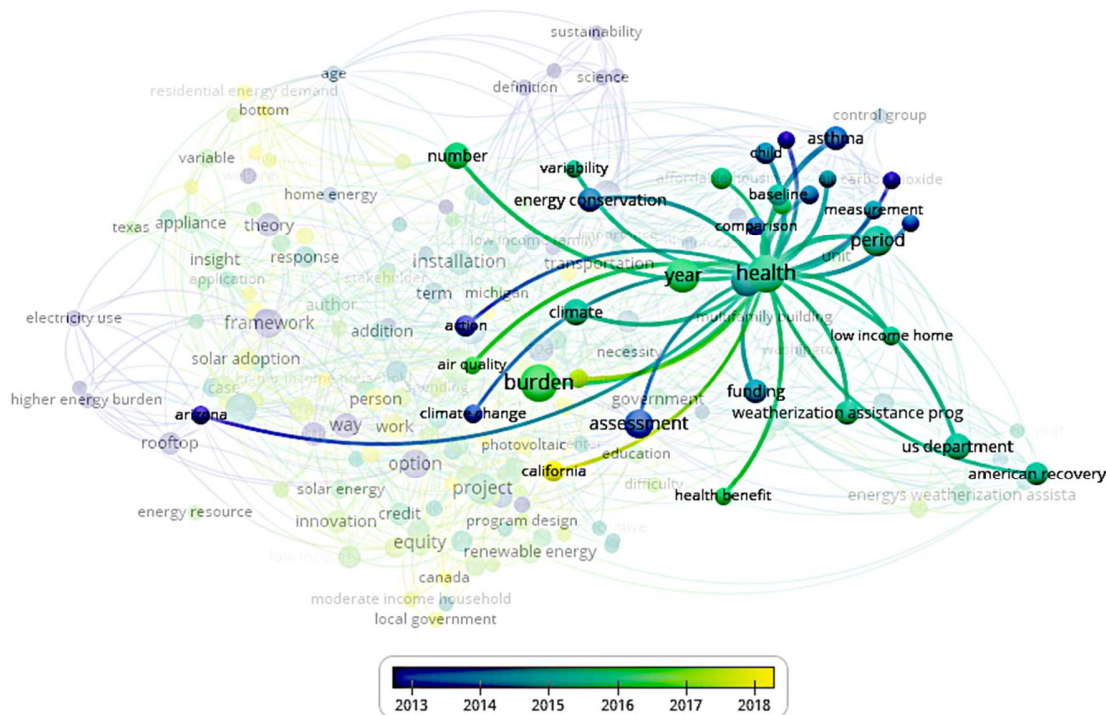 sustainability
age
science
definition
residential energy demand
bottom
control group
number
child
asthma
variable
variability
home energy
energy conservation
baseline
carbon dioxide
measurement
texas
appliance
theory
comparison
low income family
period
insight
response
installation
transportation
unit
application
stakeholder
year
health
term
michigan
author
electricity use
framework
addition
action
climate
multifamily building
low income home
solar adoption
necessity
washington
air quality
case
higher income household
spending
burden
higher energy burden
person
government
funding
arizona
climate change
way
work
assessment
weatherization assistance prog
rooftop
photovoltaic
center
year
us department
option
california
education
american recovery
solar energy
project
difficulty
health benefit
energys weatherization assista
energy resource
innovation
credit
program design
equity
renewable energy
canada
moderate income household
local government
2013 2014 2015 2016 2017 2018